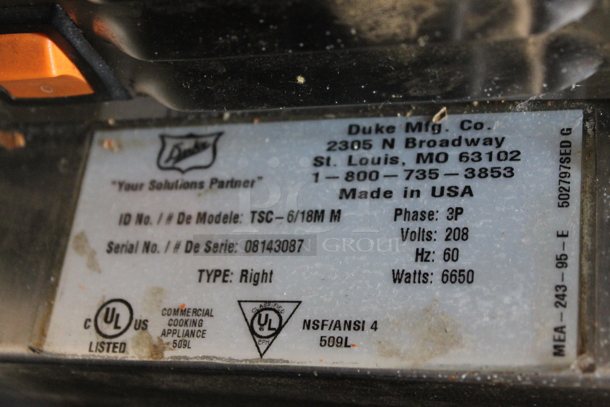 Duke
"Your Solutions Partner"
Duke Mfg. Co.
2305 N Broadway
St. Louis, MO 63102
1-800-735-3853
Made in USA
ID No. / # De Modele: TSC-6/18M M
Serial No. / # De Serie: 08143087
TYPE: Right
Phase: 3P
Volts: 208
Hz: 60
Watts: 6650
C UL US
LISTED
COMMERCIAL
COOKING
APPLIANCE
509L
UL
NSF/ANSI 4
509L
MEA-243-95-E 502797SED G
GROUP